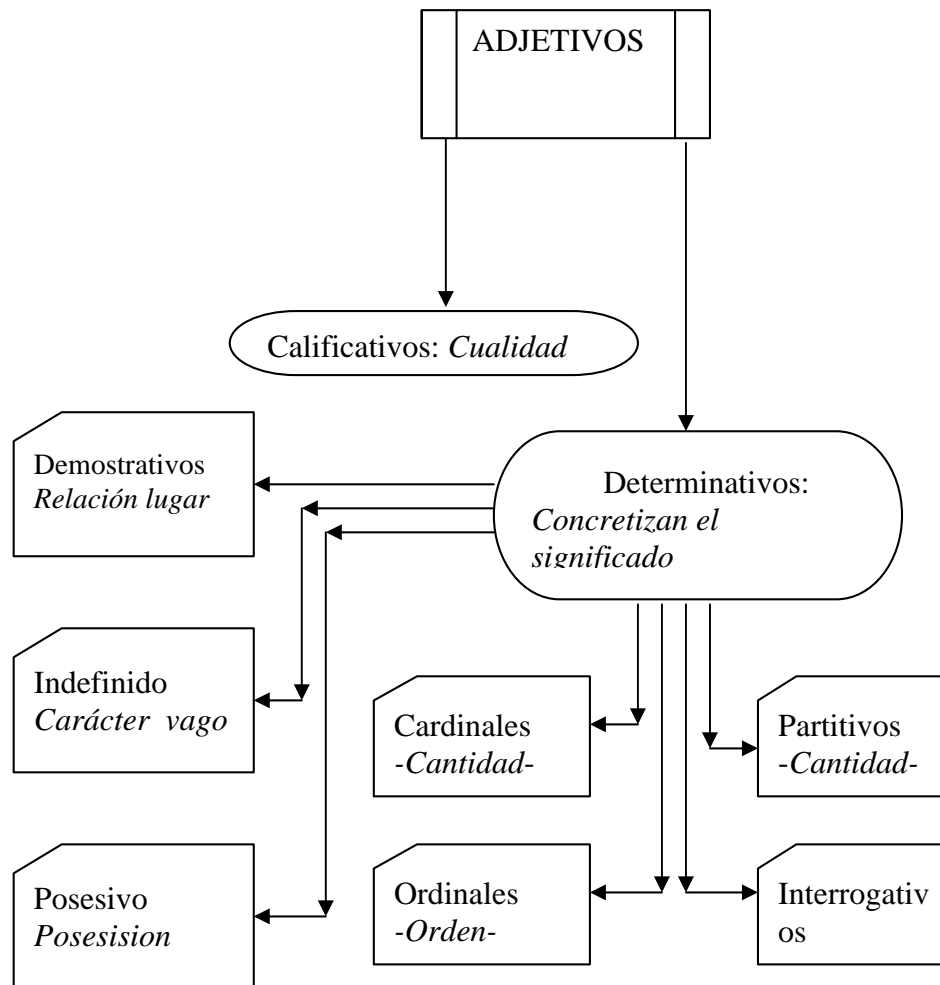 ADJETIVOS
Calificativos: Cualidad
Demostrativos
Relación lugar
Determinativos:
Concretizan el
significado
Indefinido
Carácter  vago
Cardinales
-Cantidad-
Partitivos
-Cantidad-
Posesivo
Posesision
Ordinales
-Orden-
Interrogativ
os